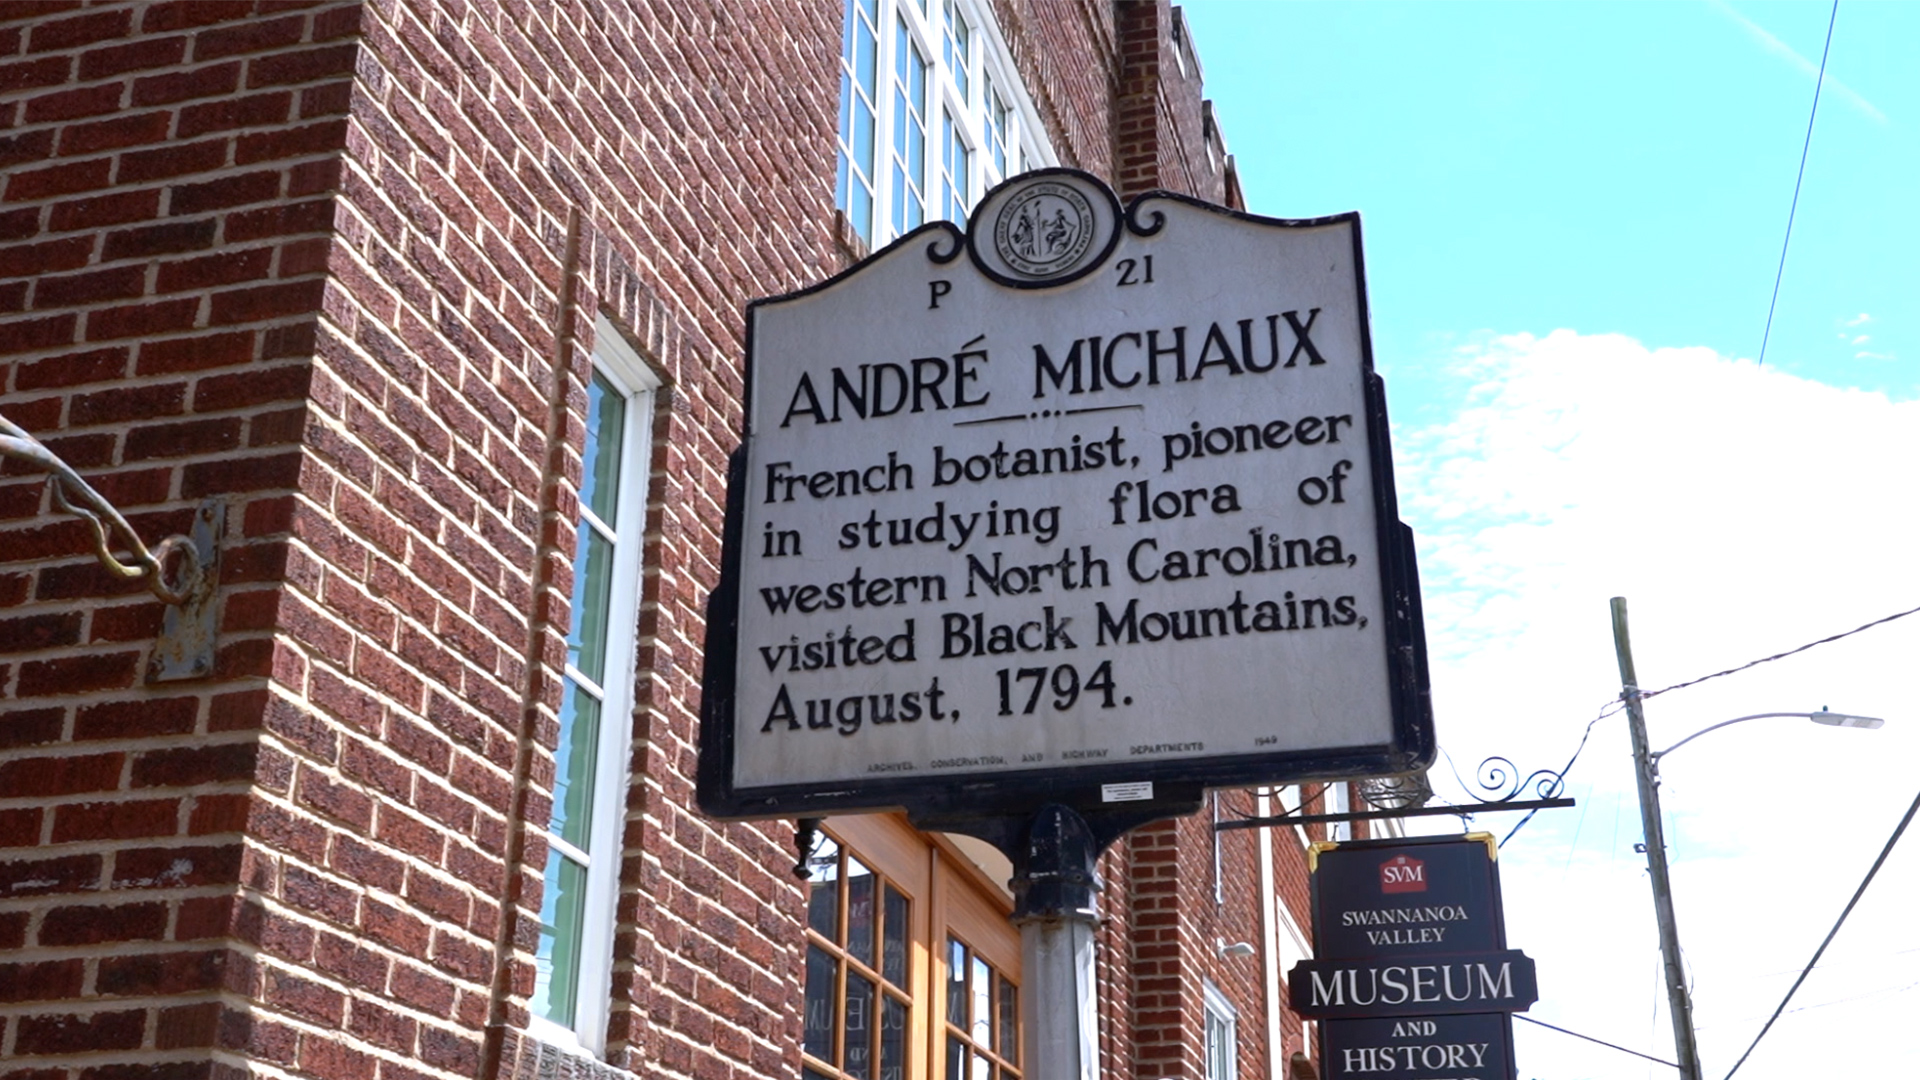 P 21
ANDRÉ MICHAUX
French botanist, pioneer
in studying flora of
western North Carolina,
visited Black Mountains,
August, 1794.
ARCHIVES, CONSERVATION, AND HIGHWAY DEPARTMENTS 1949
SVM
SWANNANOA
VALLEY
MUSEUM
AND
HISTORY